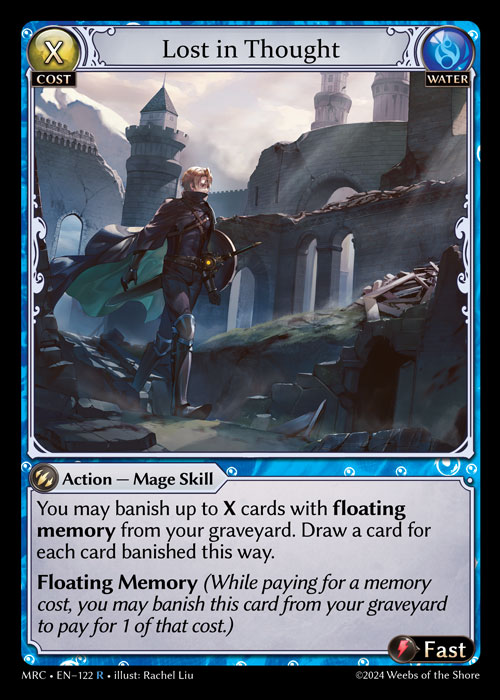 X
Lost in Thought
COST
WATER
Action — Mage Skill
You may banish up to X cards with floating
memory from your graveyard. Draw a card for
each card banished this way.
Floating Memory (While paying for a memory
cost, you may banish this card from your graveyard
to pay for 1 of that cost.)
Fast
MRC • EN–122 R • illust: Rachel Liu
©2024 Weebs of the Shore